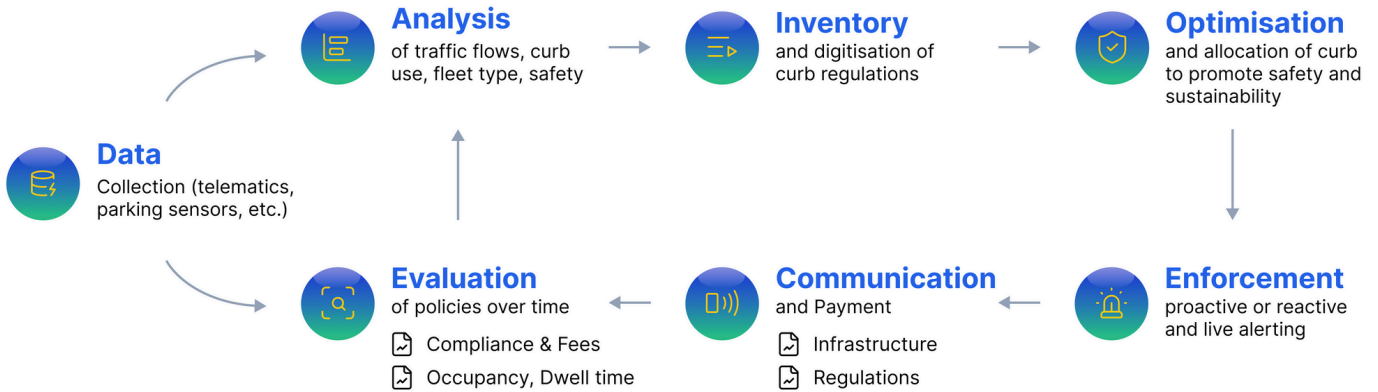 Data
Collection (telematics,
parking sensors, etc.)
Analysis
of traffic flows, curb
use, fleet type, safety
Inventory
and digitisation of
curb regulations
Optimisation
and allocation of curb
to promote safety and
sustainability
Enforcement
proactive or reactive
and live alerting
Communication
and Payment
Infrastructure
Regulations
Evaluation
of policies over time
Compliance & Fees
Occupancy, Dwell time